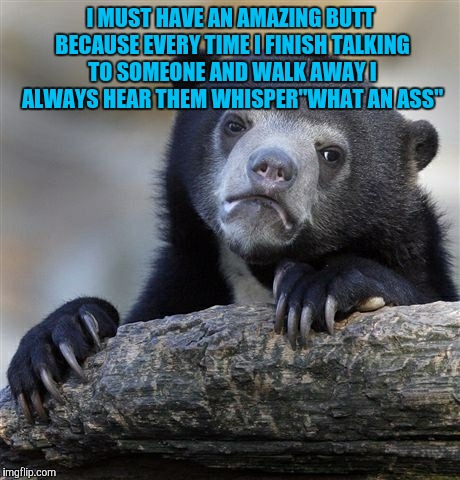 I MUST HAVE AN AMAZING BUTT
BECAUSE EVERY TIME I FINISH TALKING
TO SOMEONE AND WALK AWAY I
ALWAYS HEAR THEM WHISPER"WHAT AN ASS"
imgflip.com